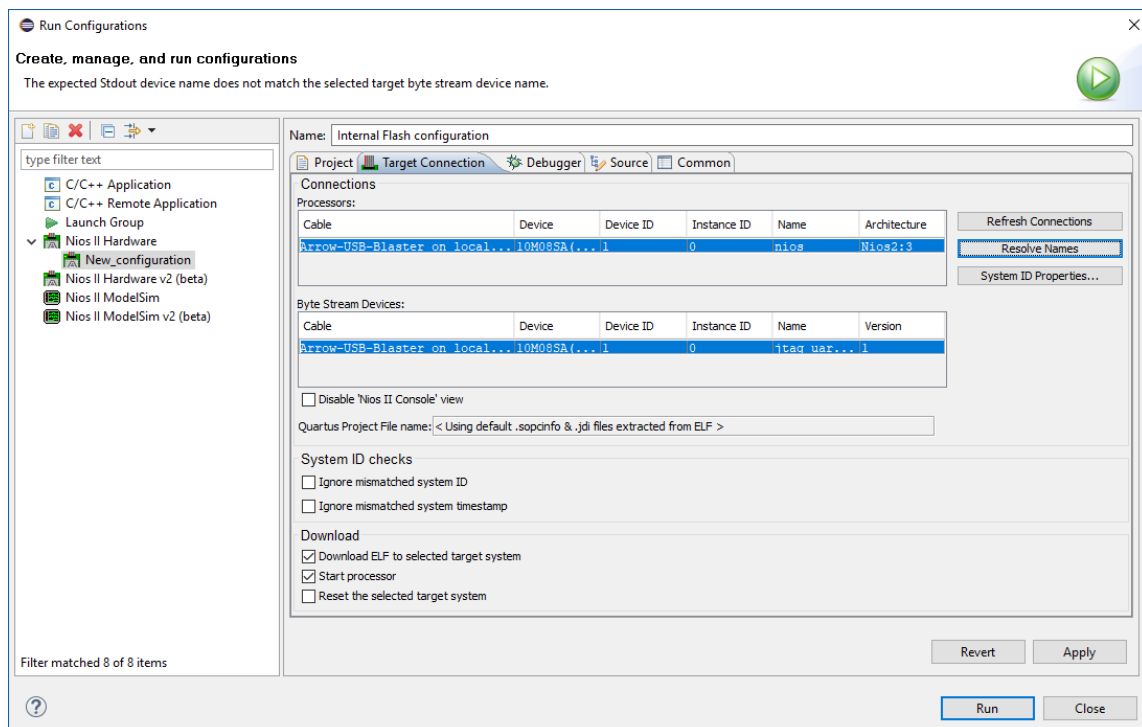 Run Configurations
Create, manage, and run configurations
The expected Stdout device name does not match the selected target byte stream device name.
type filter text
C/C++ Application
C/C++ Remote Application
Launch Group
Nios II Hardware
New_configuration
Nios II Hardware v2 (beta)
Nios II ModelSim
Nios II ModelSim v2 (beta)
Filter matched 8 of 8 items
Name: Internal Flash configuration
Project Target Connection Debugger Source Common
Connections
Processors:
Cable Device Device ID Instance ID Name Architecture
Arrow-USB-Blaster on local... 10M08SA(... 1 0 nios Nios2:3
Refresh Connections
Resolve Names
System ID Properties...
Byte Stream Devices:
Cable Device Device ID Instance ID Name Version
Arrow-USB-Blaster on local... 10M08SA(... 1 0 jtag_uar... 1
Disable 'Nios II Console' view
Quartus Project File name: < Using default .sopcinfo & .jdi files extracted from ELF >
System ID checks
Ignore mismatched system ID
Ignore mismatched system timestamp
Download
Download ELF to selected target system
Start processor
Reset the selected target system
Revert Apply
Run Close